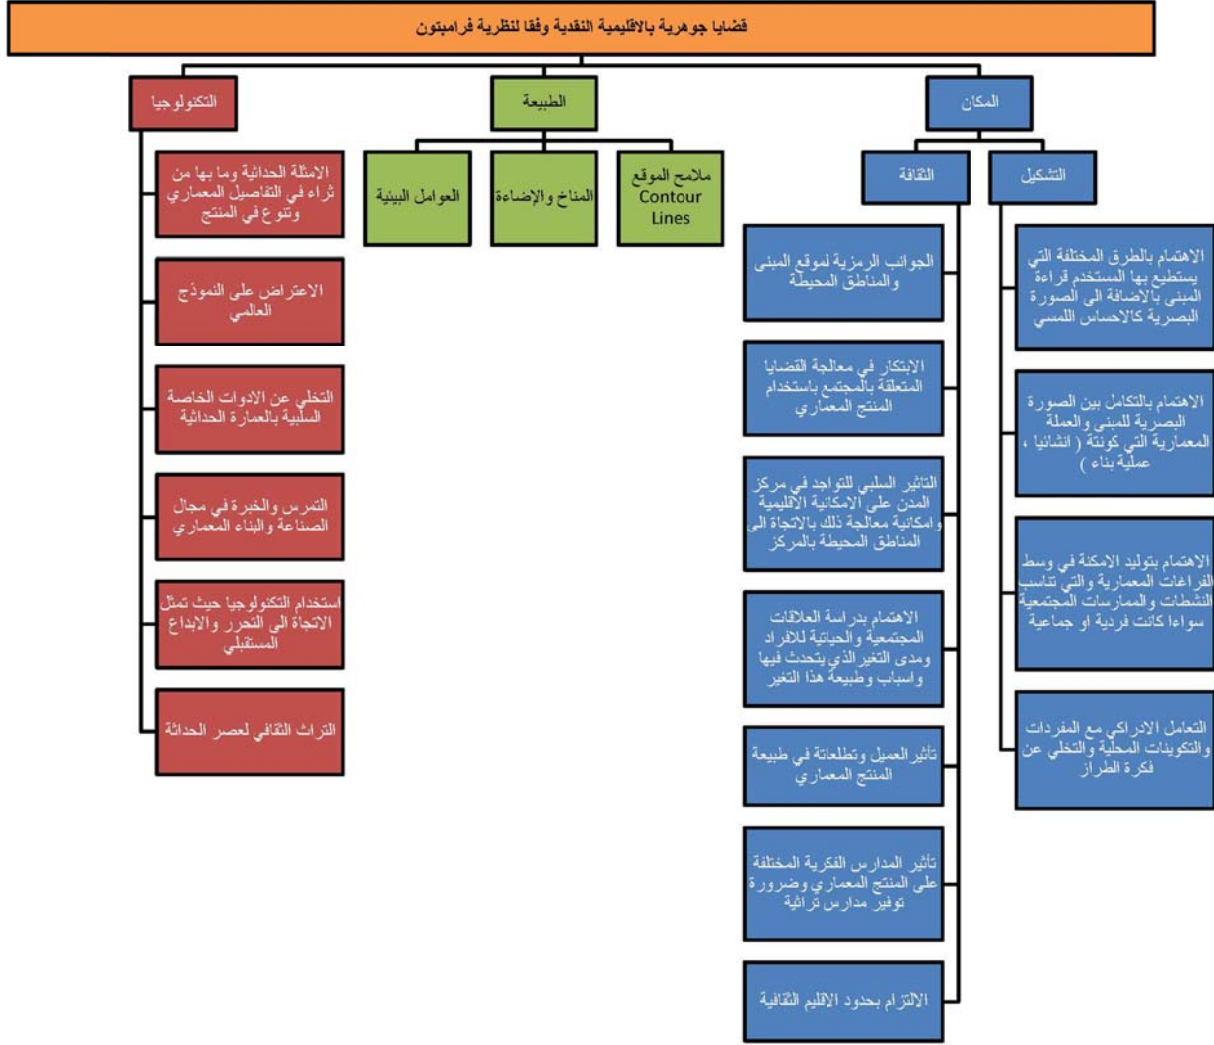 قضايا جوهرية بالاقليمية النقدية وفقا لنظرية فرامبتون
المكان
التشكيل
الاهتمام بالطرق المختلفة التي
يستطيع بها المستخدم قراءة
المبنى بالاضافة الى الصورة
البصرية كالاحساس اللمسي
الاهتمام بالتكامل بين الصورة
البصرية للمبنى والعملة
المعمارية التي كونتة ( انشائيا ،
عملية بناء )
الاهتمام بتوليد الامكنة في وسط
الفراغات المعمارية والتي تناسب
النشطات والممارسات المجتمعية
سواءا كانت فردية او جماعية
التعامل الادراكي مع المفردات
والتكوينات المحلية والتخلي عن
فكرة الطراز
الثقافة
الجوانب الرمزية لموقع المبنى
والمناطق المحيطة
الابتكار في معالجة القضايا
المتعلقة بالمجتمع باستخدام
المنتج المعماري
التاثير السلبي للتواجد في مركز
المدن على الامكانية الاقليمية
وامكانية معالجة ذلك بالاتجاة الى
المناطق المحيطة بالمركز
الاهتمام بدراسة العلاقات
المجتمعية والحياتية للافراد
ومدى التغير الذي يتحدث فيها
واسباب وطبيعة هذا التغير
تأثير العميل وتطلعاتة في طبيعة
المنتج المعماري
تأثير المدارس الفكرية المختلفة
على المنتج المعماري وضرورة
توفير مدارس تراثية
الالتزام بحدود الاقليم الثقافية
الطبيعة
ملامح الموقع
Contour
Lines
المناخ والإضاءة
العوامل البيئية
التكنولوجيا
الامثلة الحداثية وما بها من
ثراء في التفاصيل المعماري
وتنوع في المنتج
الاعتراض على النموذج
العالمي
التخلي عن الادوات الخاصة
السلبية بالعمارة الحداثية
التمرس والخبرة في مجال
الصناعة والبناء المعماري
استخدام التكنولوجيا حيث تمثل
الاتجاة الى التحرر والابداع
المستقبلي
التراث الثقافي لعصر الحداثة